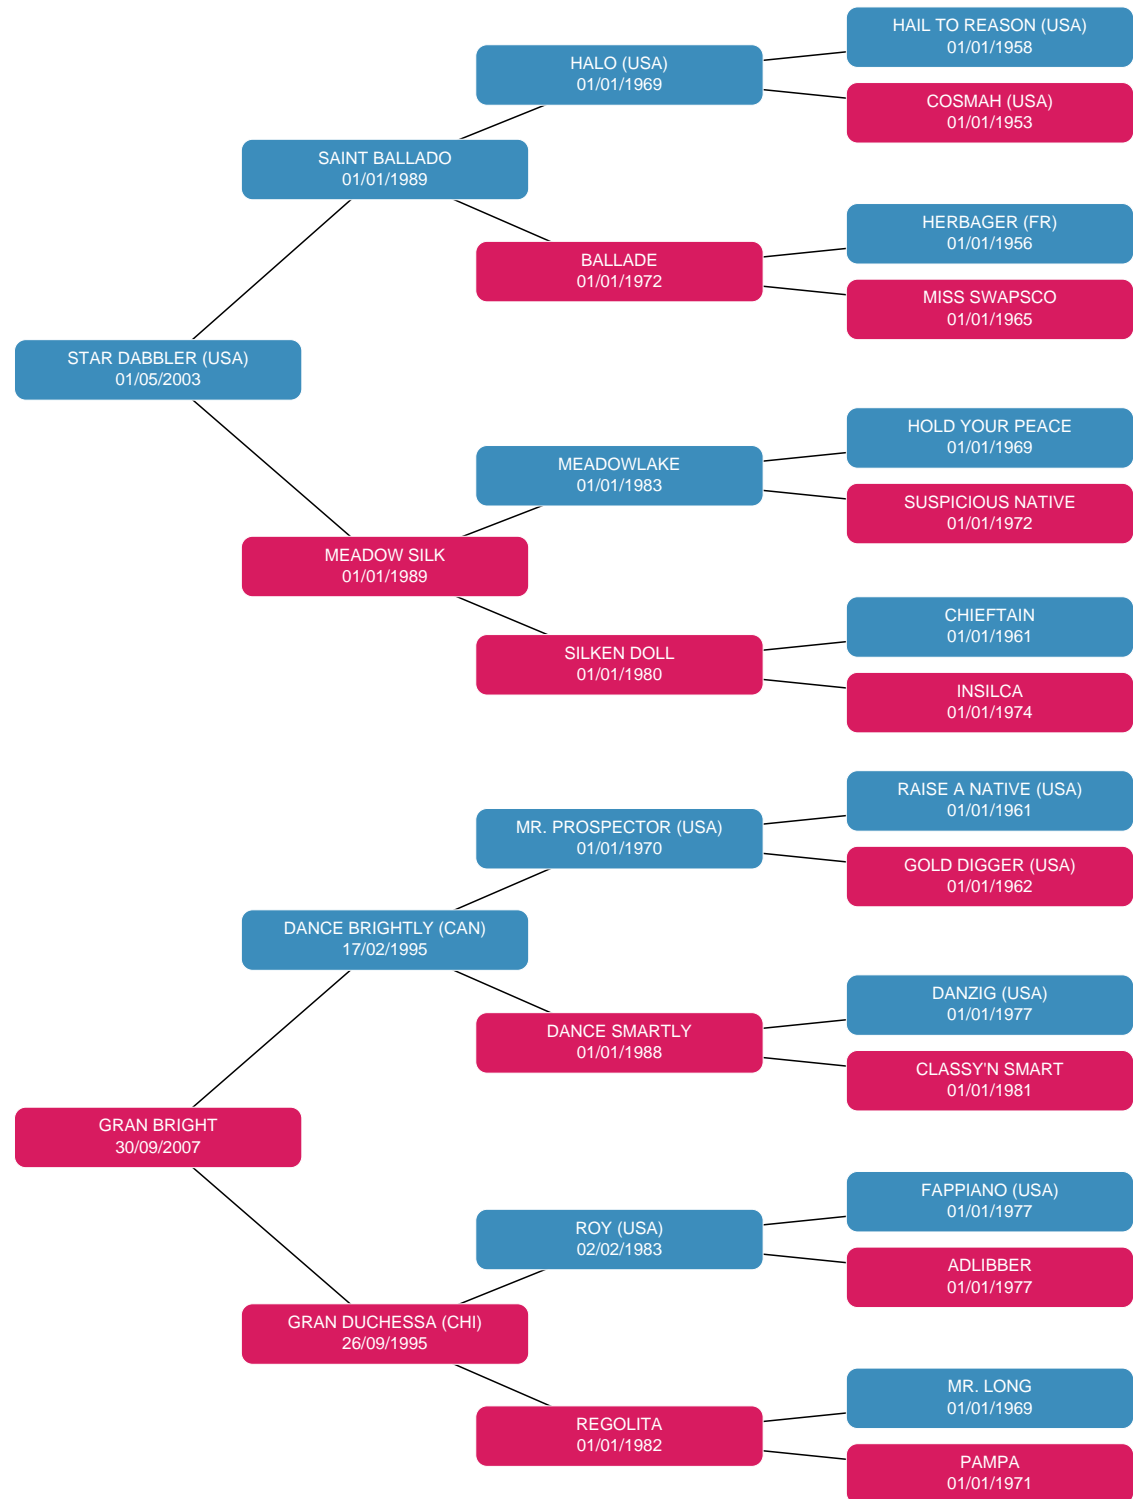 HAIL TO REASON (USA)
01/01/1958
HALO (USA)
01/01/1969
COSMAH (USA)
01/01/1953
SAINT BALLADO
01/01/1989
HERBAGER (FR)
01/01/1956
BALLADE
01/01/1972
MISS SWAPSCO
01/01/1965
STAR DABBLER (USA)
01/05/2003
HOLD YOUR PEACE
01/01/1969
MEADOWLAKE
01/01/1983
SUSPICIOUS NATIVE
01/01/1972
MEADOW SILK
01/01/1989
CHIEFTAIN
01/01/1961
SILKEN DOLL
01/01/1980
INSILCA
01/01/1974
RAISE A NATIVE (USA)
01/01/1961
MR. PROSPECTOR (USA)
01/01/1970
GOLD DIGGER (USA)
01/01/1962
DANCE BRIGHTLY (CAN)
17/02/1995
DANZIG (USA)
01/01/1977
DANCE SMARTLY
01/01/1988
CLASSY'N SMART
01/01/1981
GRAN BRIGHT
30/09/2007
FAPPIANO (USA)
01/01/1977
ROY (USA)
02/02/1983
ADLIBBER
01/01/1977
GRAN DUCHESSA (CHI)
26/09/1995
MR. LONG
01/01/1969
REGOLITA
01/01/1982
PAMPA
01/01/1971